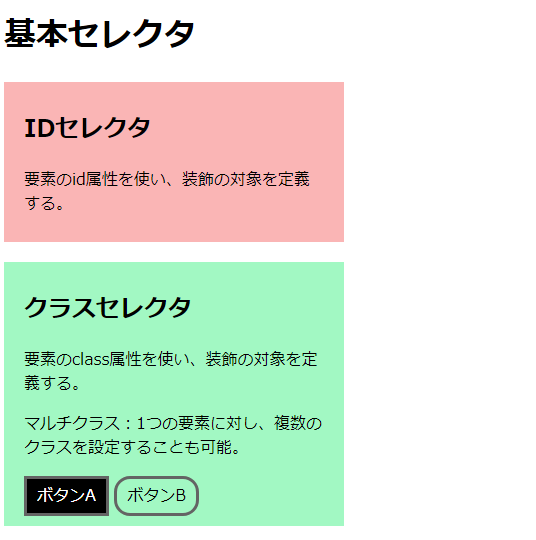 基本セレクタ
IDセレクタ
要素のid属性を使い、装飾の対象を定義
する。
クラスセレクタ
要素のclass属性を使い、装飾の対象を定
義する。
マルチクラス：1つの要素に対し、複数の
クラスを設定することも可能。
ボタンA ボタンB